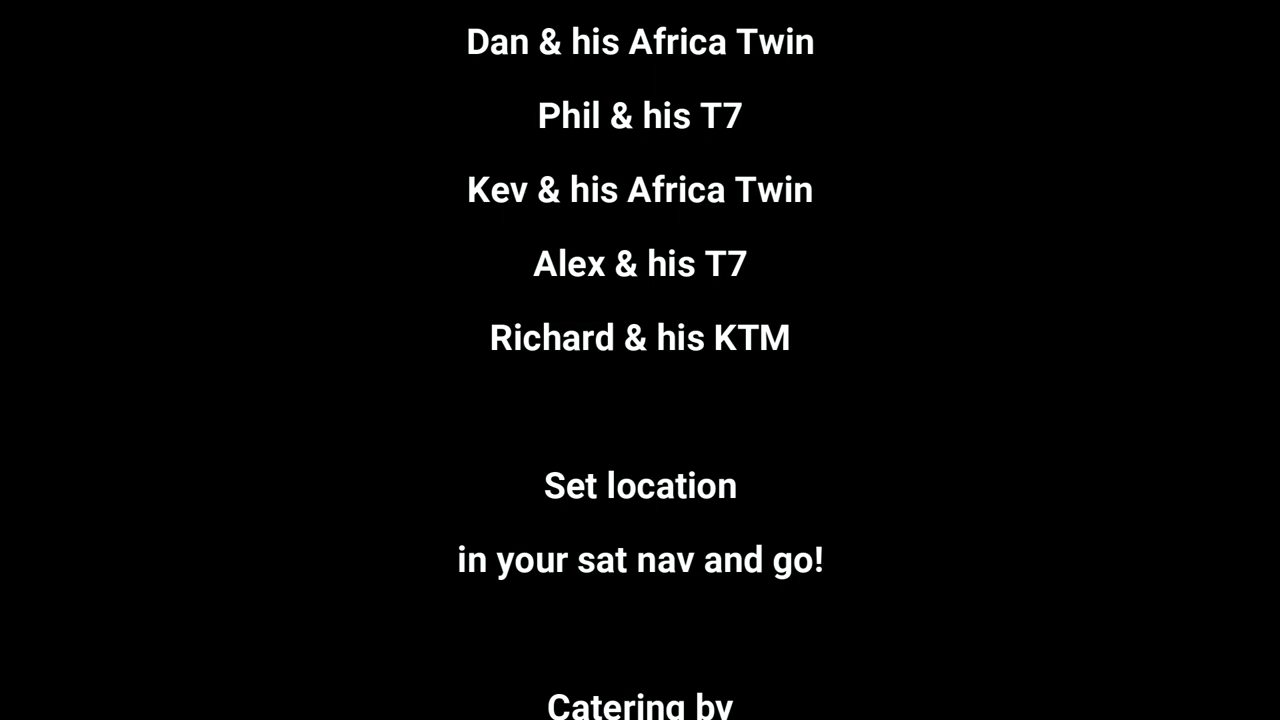 Dan & his Africa Twin
Phil & his T7
Kev & his Africa Twin
Alex & his T7
Richard & his KTM
Set location
in your sat nav and go!
Catering by